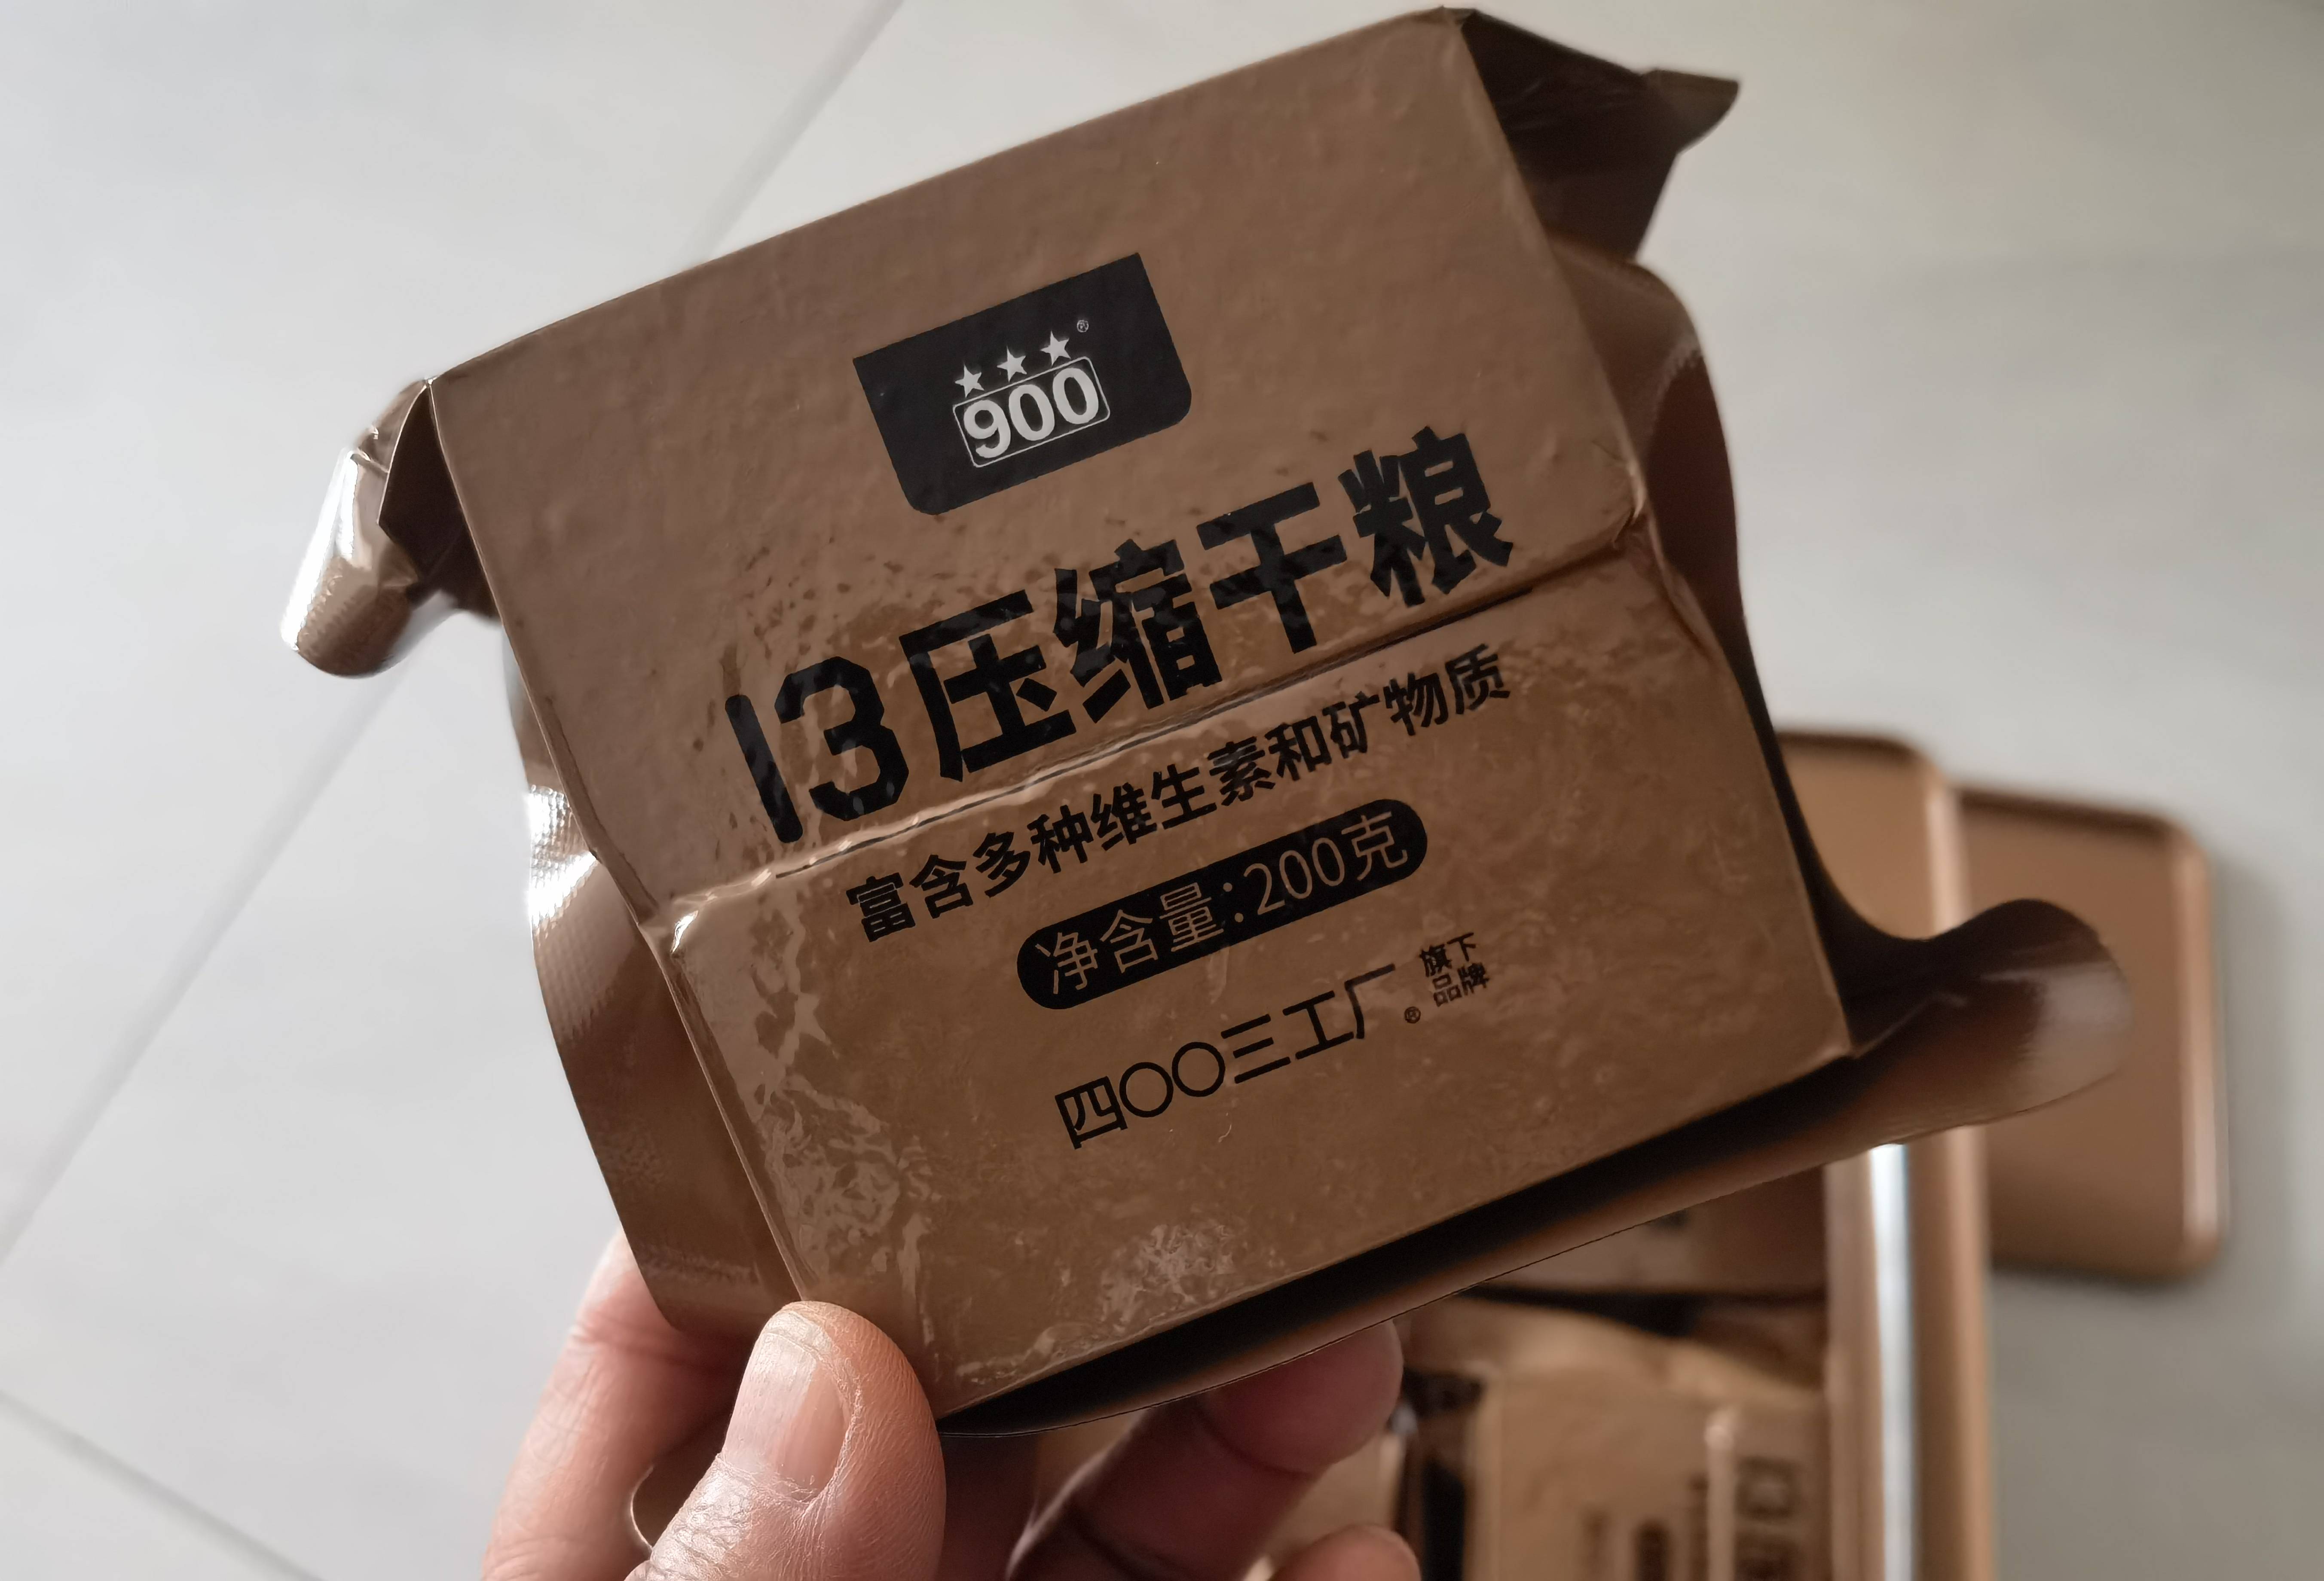 900
13压缩干粮
富含多种维生素和矿物质
净含量:200克
四〇〇三工厂® 旗下品牌